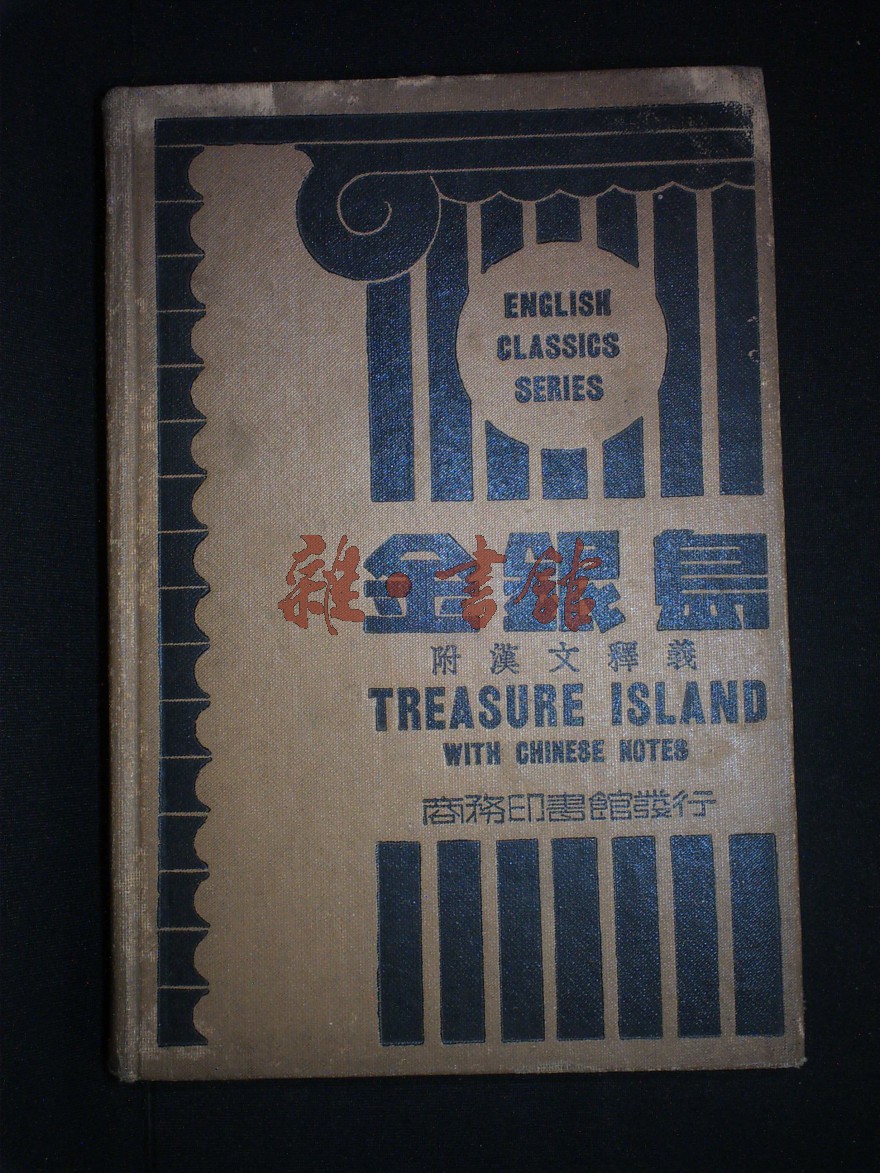 ENGLISH
CLASSICS
SERIES
金銀島
附漢文釋義
TREASURE ISLAND
WITH CHINESE NOTES
商務印書館發行
雜·書館